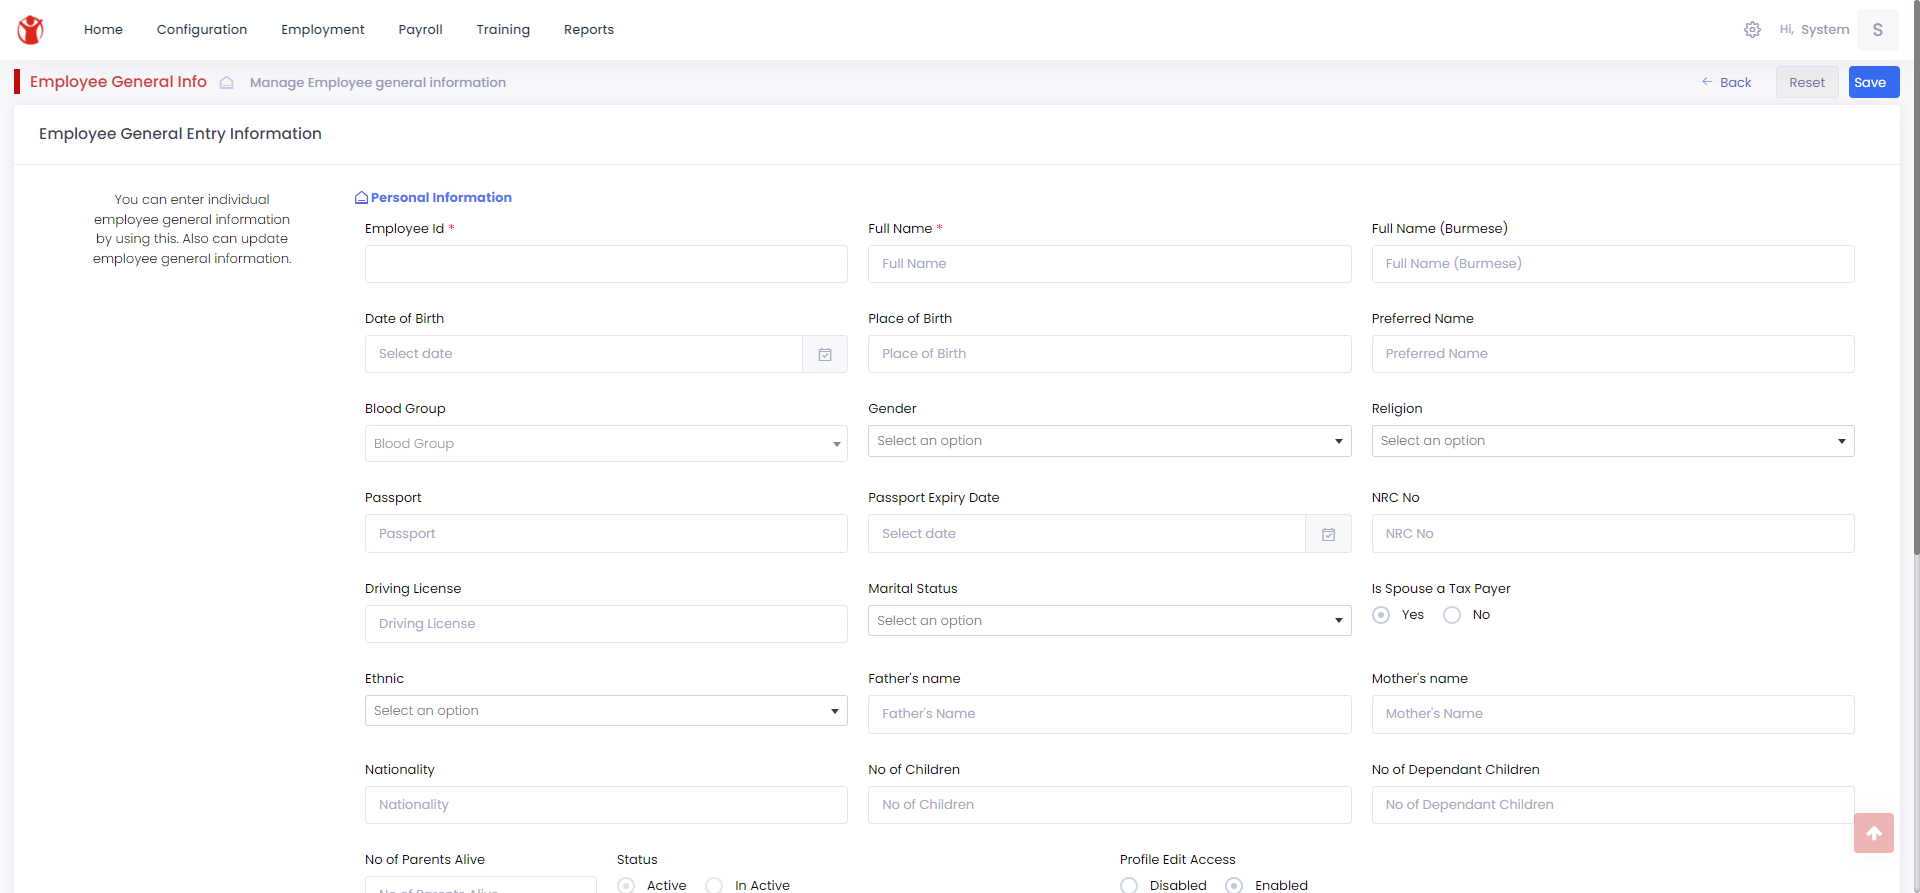 Home Configuration Employment Payroll Training Reports Hi, System S
Employee General Info Manage Employee general information Back Reset Save
Employee General Entry Information
You can enter individual
employee general information
by using this. Also can update
employee general information.
Personal Information
Employee Id * Full Name * Full Name (Burmese)
Full Name Full Name (Burmese)
Date of Birth Place of Birth Preferred Name
Select date Place of Birth Preferred Name
Blood Group Gender Religion
Blood Group Select an option Select an option
Passport Passport Expiry Date NRC No
Passport Select date NRC No
Driving License Marital Status Is Spouse a Tax Payer
Driving License Select an option Yes No
Ethnic Father's name Mother's name
Select an option Father's Name Mother's Name
Nationality No of Children No of Dependant Children
Nationality No of Children No of Dependant Children
No of Parents Alive Status Profile Edit Access
No of Parents Alive Active In Active Disabled Enabled